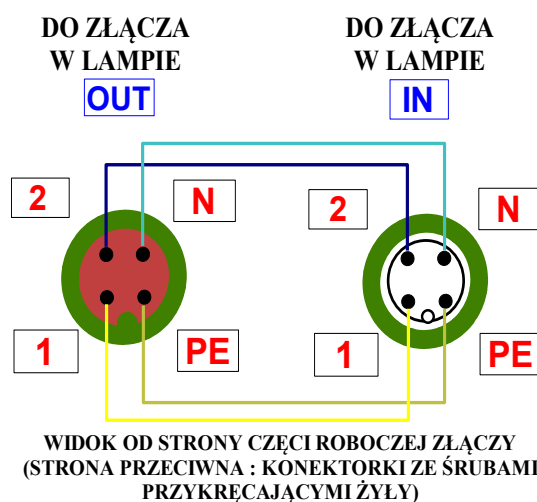 DO ZŁĄCZA
W LAMPIE
OUT
DO ZŁĄCZA
W LAMPIE
IN
2
N
1
PE
2
N
1
PE
WIDOK OD STRONY CZĘCI ROBOCZEJ ZŁĄCZY
(STRONA PRZECIWNA : KONEKTORKI ZE ŚRUBAMI
PRZYKRĘCAJĄCYMI ŻYŁY)